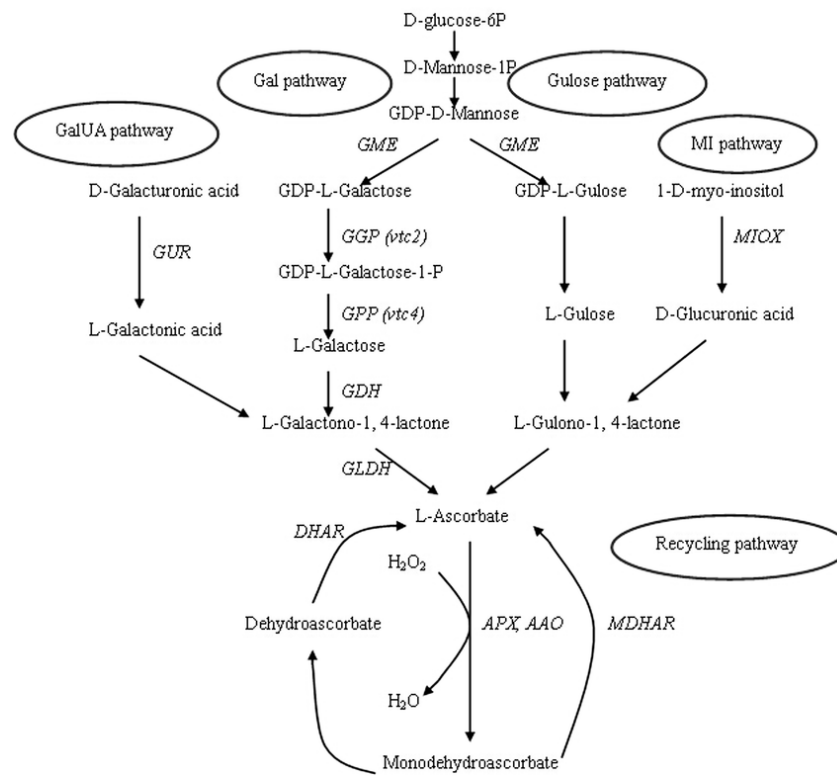 D-glucose-6P
D-Mannose-1P
Gal pathway
Gulose pathway
GDP-D-Mannose
GalUA pathway
GME
GME
MI pathway
D-Galacturonic acid
GDP-L-Galactose
GDP-L-Gulose
1-D-myo-inositol
GUR
GGP (vtc2)
MIOX
GDP-L-Galactose-1-P
L-Galactonic acid
GPP (vtc4)
L-Gulose
D-Glucuronic acid
L-Galactose
GDH
L-Galactono-1, 4-lactone
L-Gulono-1, 4-lactone
GLDH
L-Ascorbate
DHAR
Recycling pathway
H₂O₂
Dehydroascorbate
APX, AAO
MDHAR
H₂O
Monodehydroascorbate